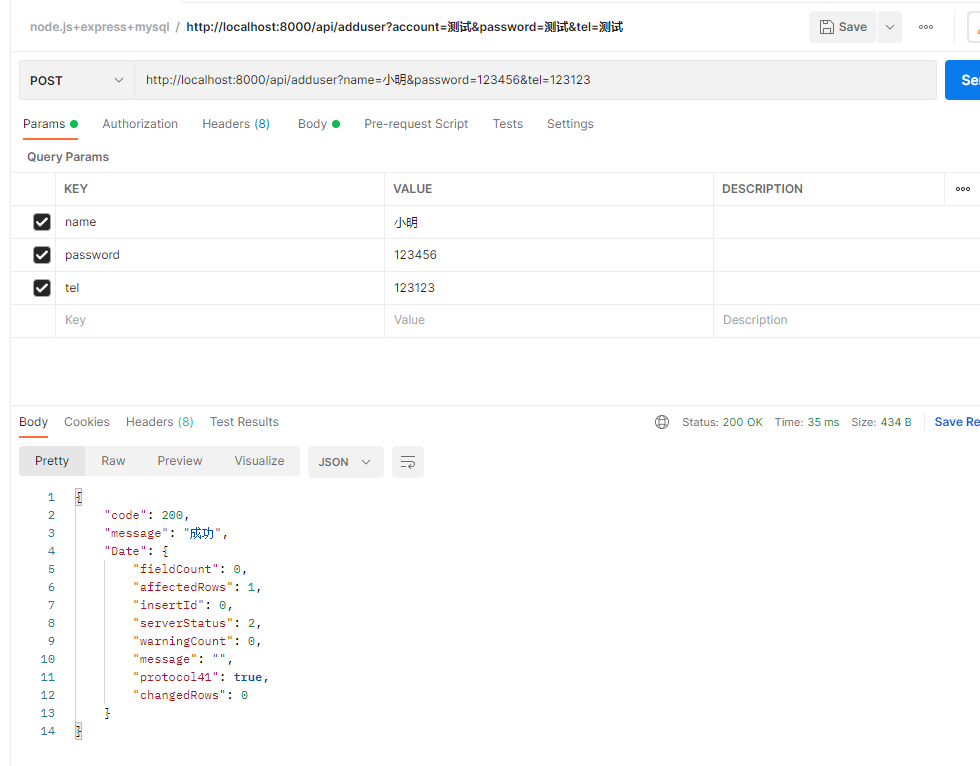 node.js+express+mysql / http://localhost:8000/api/adduser?account=测试&password=测试&tel=测试 Save
POST http://localhost:8000/api/adduser?name=小明&password=123456&tel=123123
Params Authorization Headers (8) Body Pre-request Script Tests Settings
Query Params
KEY VALUE DESCRIPTION
name 小明
password 123456
tel 123123
Key Value Description
Body Cookies Headers (8) Test Results Status: 200 OK Time: 35 ms Size: 434 B Save Re
Pretty Raw Preview Visualize JSON
1 {
2 "code": 200,
3 "message": "成功",
4 "Date": {
5 "fieldCount": 0,
6 "affectedRows": 1,
7 "insertId": 0,
8 "serverStatus": 2,
9 "warningCount": 0,
10 "message": "",
11 "protocol41": true,
12 "changedRows": 0
13 }
14 }